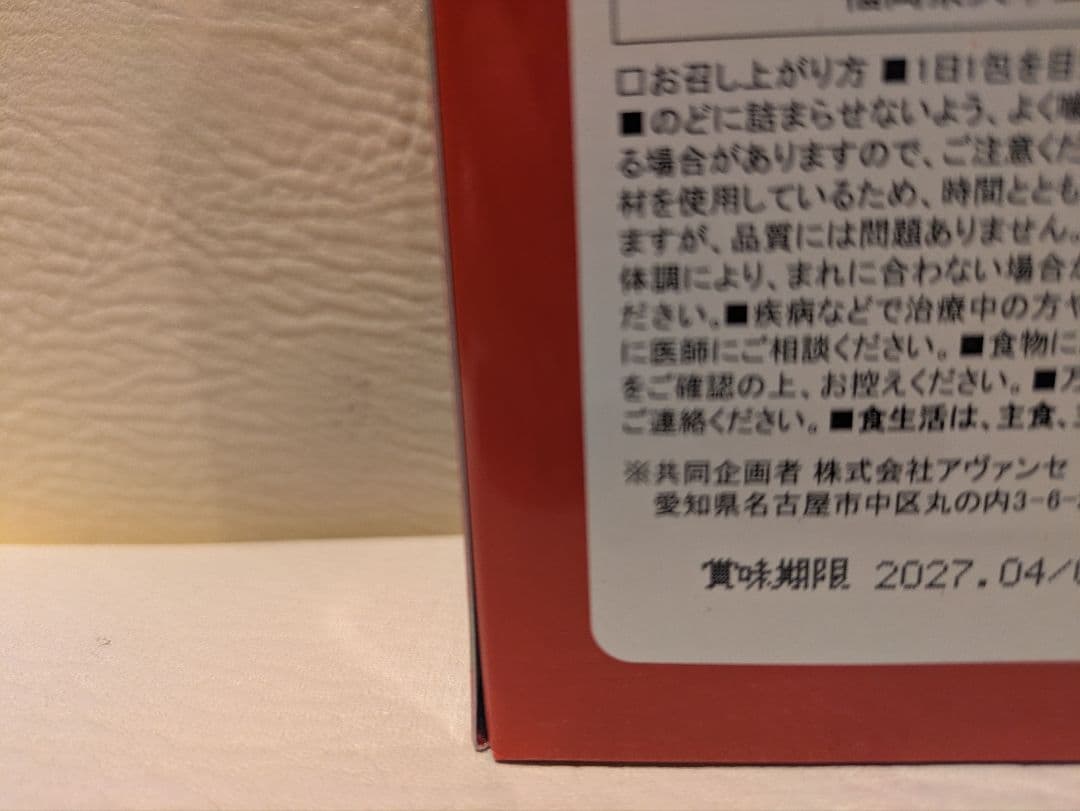 □お召し上がり方 ■1日1包を目
■のどに詰まらせないよう、よく噛
る場合がありますので、ご注意くだ
材を使用しているため、時間ととも
ますが、品質には問題ありません。
体調により、まれに合わない場合が
ださい。■疾病などで治療中の方や
に医師にご相談ください。■食物に
をご確認の上、お控えください。■万
ご連絡ください。■食生活は、主食、主
※共同企画者 株式会社アヴァンセ
愛知県名古屋市中区丸の内3-6-
賞味期限 2027.04/